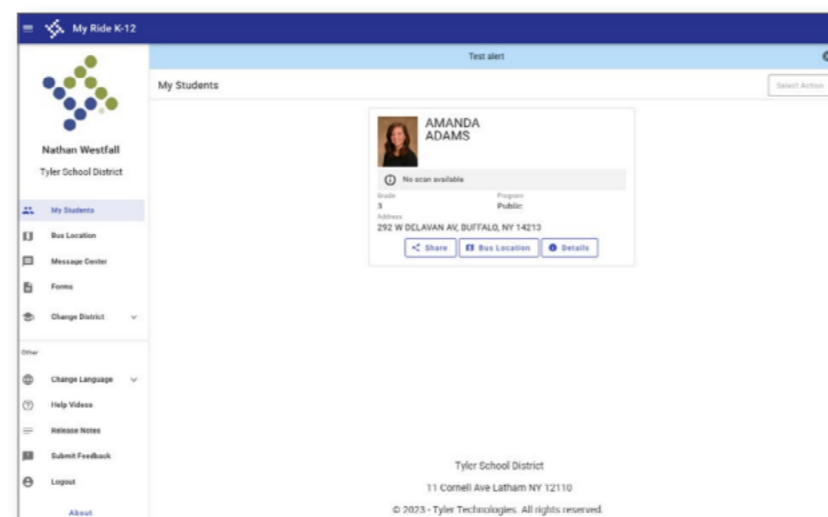 My Ride K-12
Test alert
My Students
Select Action
Nathan Westfall
Tyler School District
My Students
Bus Location
Message Center
Forms
Change District
Other
Change Language
Help Videos
Release Notes
Submit Feedback
Logout
About
AMANDA
ADAMS
No scan available
Grade Program
3 Public
Address
292 W DELAVAN AV, BUFFALO, NY 14213
Share Bus Location Details
Tyler School District
11 Cornell Ave Latham NY 12110
© 2023 - Tyler Technologies. All rights reserved.